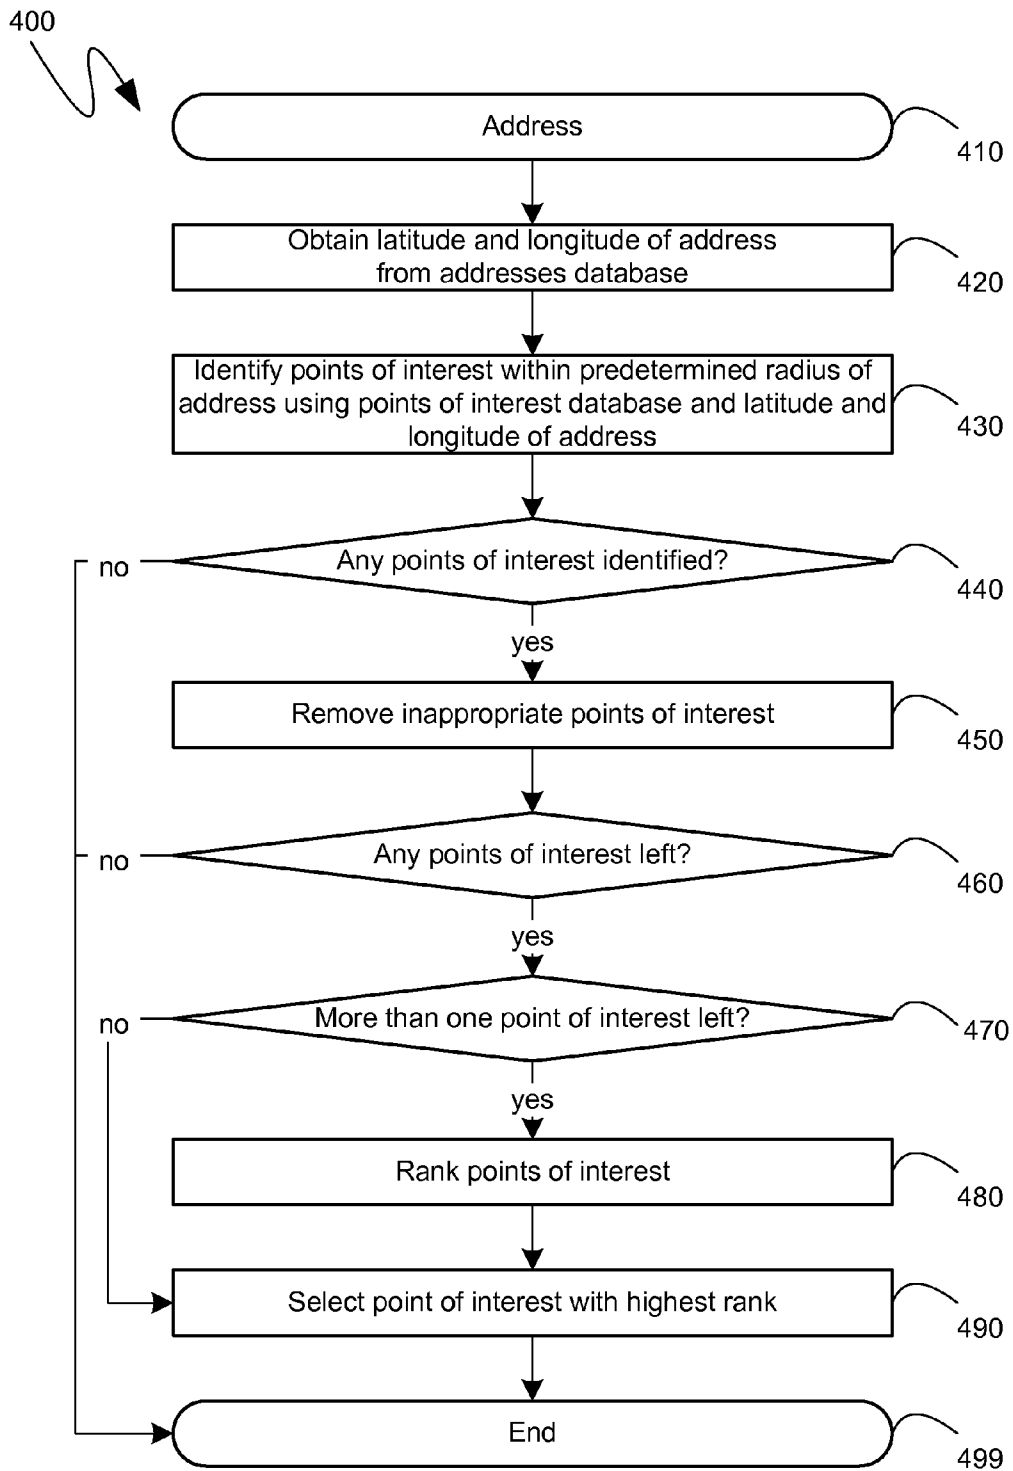 400
Address
410
Obtain latitude and longitude of address
from addresses database
420
Identify points of interest within predetermined radius of
address using points of interest database and latitude and
longitude of address
430
no
Any points of interest identified?
440
yes
Remove inappropriate points of interest
450
no
Any points of interest left?
460
yes
no
More than one point of interest left?
470
yes
Rank points of interest
480
Select point of interest with highest rank
490
End
499